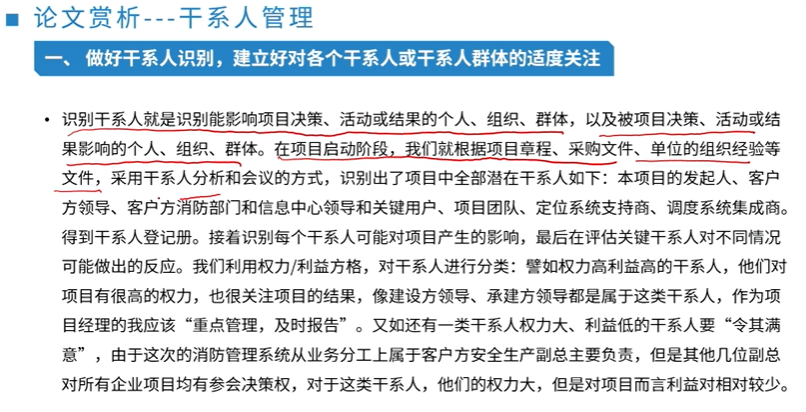 论文赏析---干系人管理
一、 做好干系人识别，建立好对各个干系人或干系人群体的适度关注
• 识别干系人就是识别能影响项目决策、活动或结果的个人、组织、群体，以及被项目决策、活动或结
果影响的个人、组织、群体。在项目启动阶段，我们就根据项目章程、采购文件、单位的组织经验等
文件，采用干系人分析和会议的方式，识别出了项目中全部潜在干系人如下：本项目的发起人、客户
方领导、客户方消防部门和信息中心领导和关键用户、项目团队、定位系统支持商、调度系统集成商。
得到干系人登记册。接着识别每个干系人可能对项目产生的影响，最后在评估关键干系人对不同情况
可能做出的反应。我们利用权力/利益方格，对干系人进行分类：譬如权力高利益高的干系人，他们对
项目有很高的权力，也很关注项目的结果，像建设方领导、承建方领导都是属于这类干系人，作为项
目经理的我应该“重点管理，及时报告”。又如还有一类干系人权力大、利益低的干系人要“令其满
意”，由于这次的消防管理系统从业务分工上属于客户方安全生产副总主要负责，但是其他几位副总
对所有企业项目均有参会决策权，对于这类干系人，他们的权力大，但是对项目而言利益对相对较少。